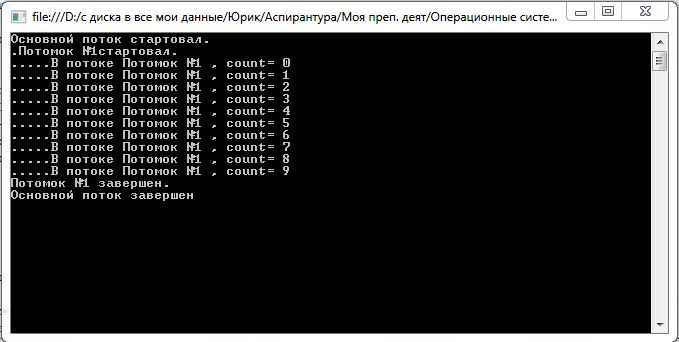 file:///D:/с диска в все мои данные/Юрик/Аспирантура/Моя преп. деят/Операционные систе...
Основной поток стартовал.
.Потомок №1стартовал.
.....В потоке Потомок №1 , count= 0
.....В потоке Потомок №1 , count= 1
.....В потоке Потомок №1 , count= 2
.....В потоке Потомок №1 , count= 3
.....В потоке Потомок №1 , count= 4
.....В потоке Потомок №1 , count= 5
.....В потоке Потомок №1 , count= 6
.....В потоке Потомок №1 , count= 7
.....В потоке Потомок №1 , count= 8
.....В потоке Потомок №1 , count= 9
Потомок №1 завершен.
Основной поток завершен